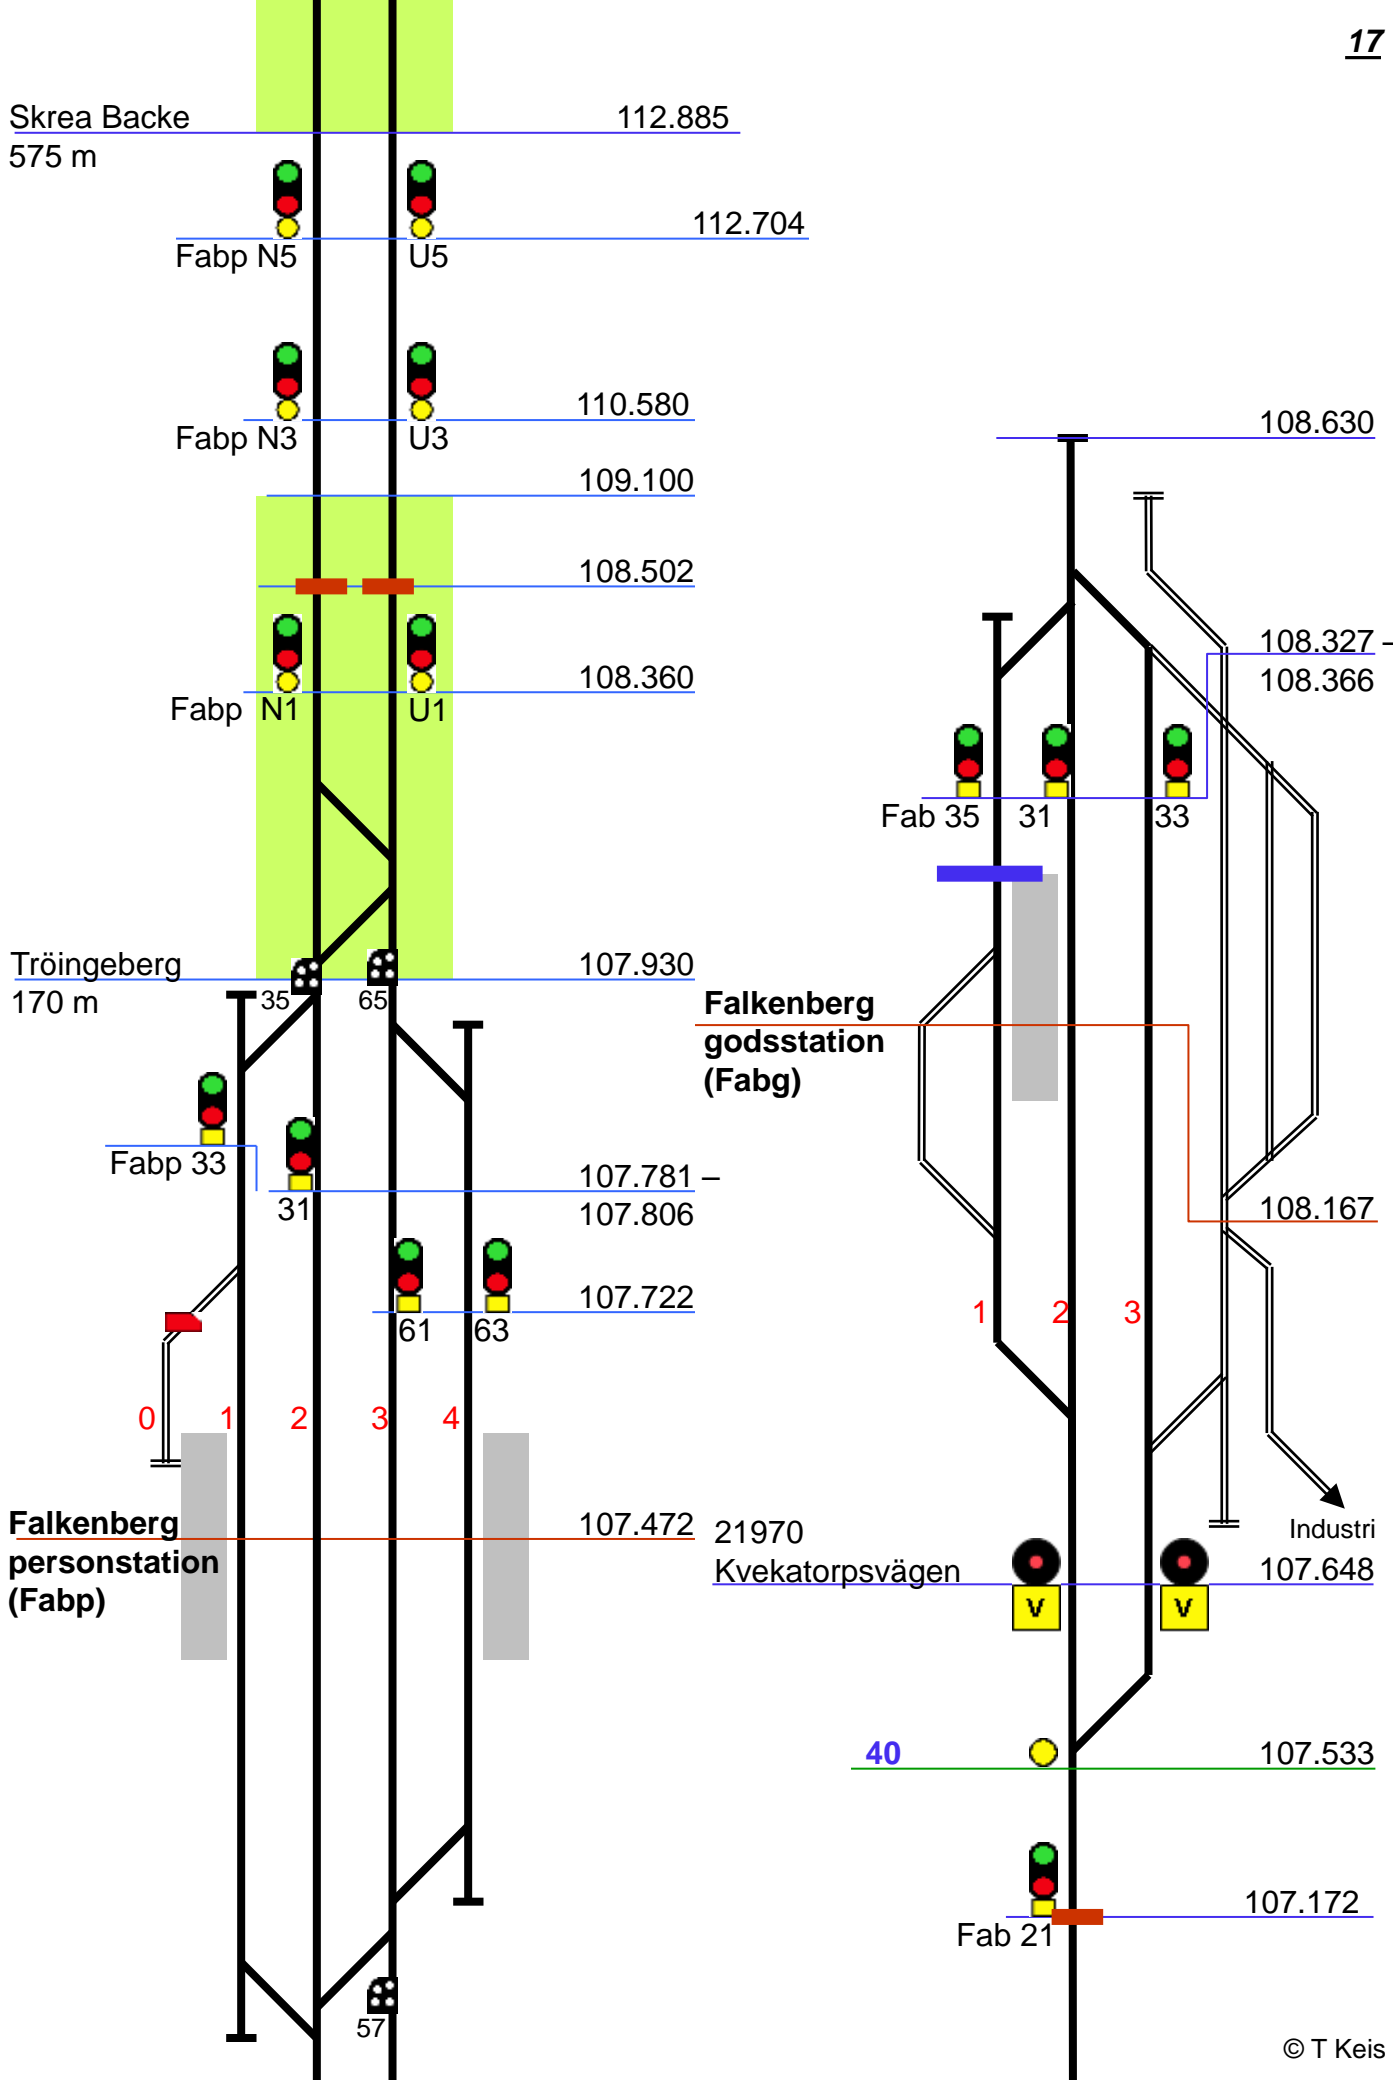 17
Skrea Backe
112.885
575 m
112.704
Fabp N5
U5
110.580
Fabp N3
U3
109.100
108.502
108.360
Fabp N1
U1
Tröingeberg
107.930
170 m
35
65
Fabp 33
107.781 –
31
107.806
107.722
61
63
0
1
2
3
4
Falkenberg
107.472
personstation
(Fabp)
57
108.630
108.327 –
108.366
Fab 35
31
33
Falkenberg
godsstation
(Fabg)
108.167
1
2
3
Industri
21970
Kvekatorpsvägen
107.648
V
V
40
107.533
107.172
Fab 21
© T Keis